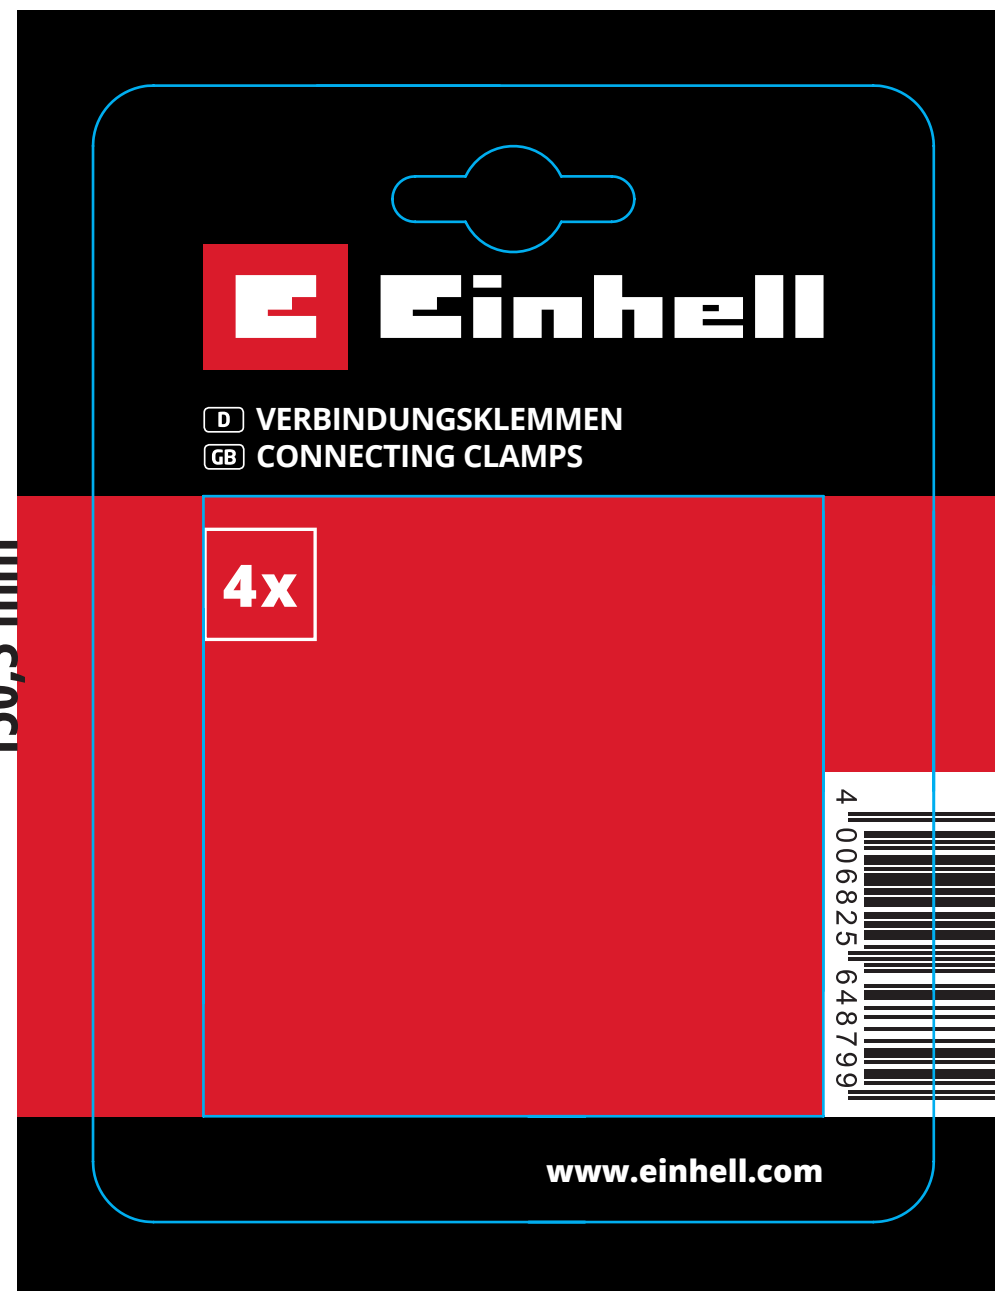 Einhell
D VERBINDUNGSKLEMMEN
GB CONNECTING CLAMPS
4x
4 006825 648799
www.einhell.com